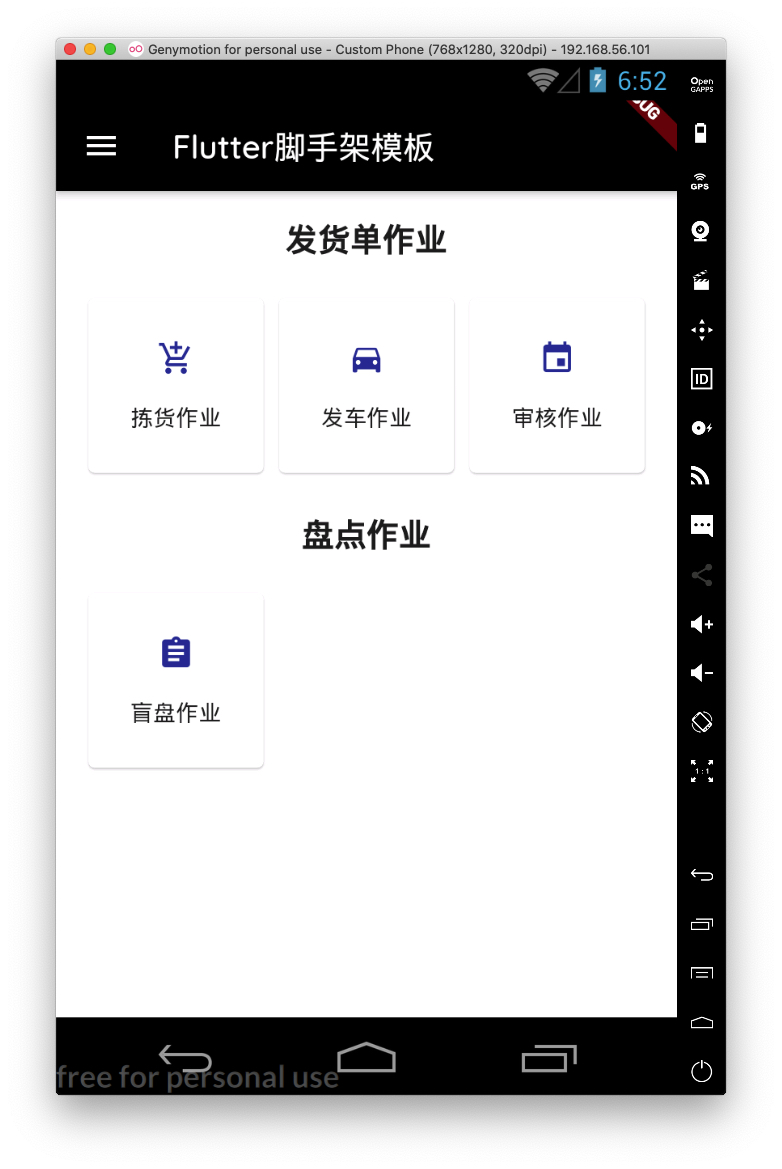 Genymotion for personal use - Custom Phone (768x1280, 320dpi) - 192.168.56.101
6:52
Open
GAPPS
Flutter脚手架模板
GPS
发货单作业
拣货作业
发车作业
审核作业
ID
盘点作业
盲盘作业
1:1
free for personal use